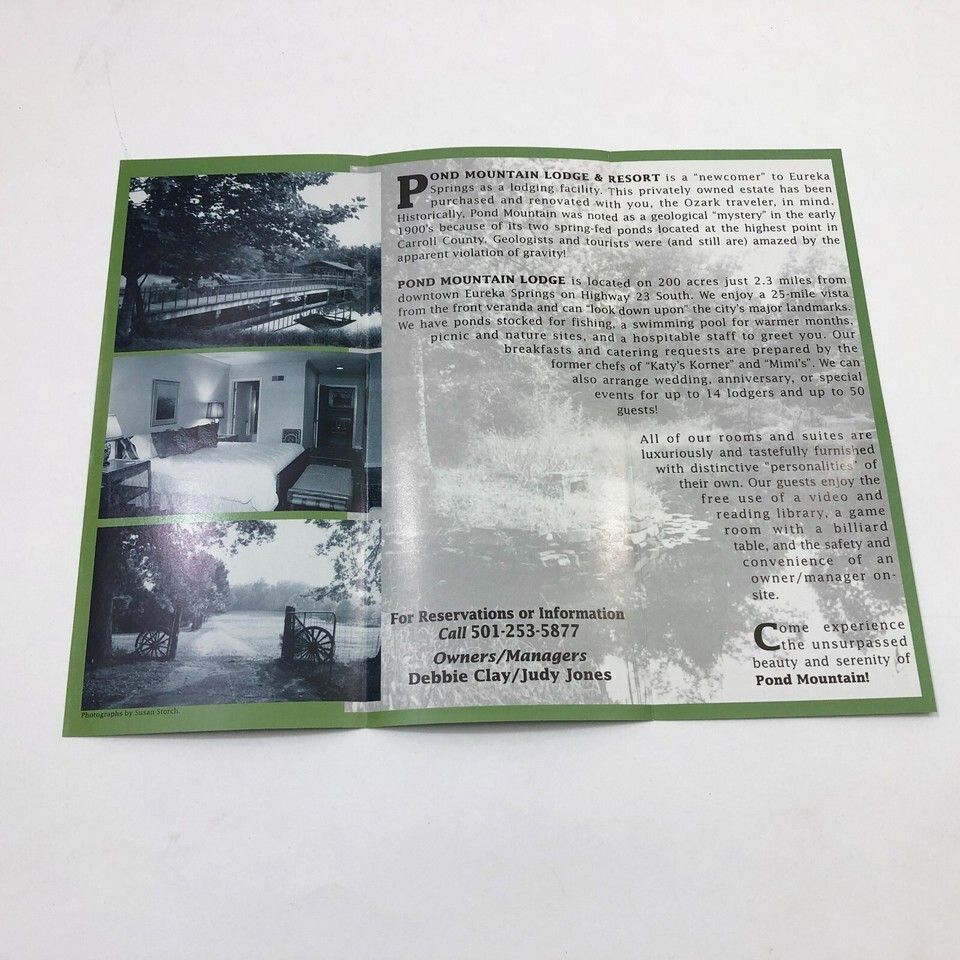 POND MOUNTAIN LODGE & RESORT is a "newcomer" to Eureka
Springs as a lodging facility. This privately owned estate has been
purchased and renovated with you, the Ozark traveler, in mind.
Historically, Pond Mountain was noted as a geological "mystery" in the early
1900's because of its two spring-fed ponds located at the highest point in
Carroll County. Geologists and tourists were (and still are) amazed by the
apparent violation of gravity!
POND MOUNTAIN LODGE is located on 200 acres just 2.3 miles from
downtown Eureka Springs on Highway 23 South. We enjoy a 25-mile vista
from the front veranda and can "look down upon" the city's major landmarks.
We have ponds stocked for fishing, a swimming pool for warmer months,
picnic and nature sites, and a hospitable staff to greet you. Our
breakfasts and catering requests are prepared by the
former chefs of "Katy's Korner" and "Mimi's". We can
also arrange wedding, anniversary, or special
events for up to 14 lodgers and up to 50
guests!
All of our rooms and suites are
luxuriously and tastefully furnished
with distinctive "personalities" of
their own. Our guests enjoy the
free use of a video and
reading library, a game
room with a billiard
table, and the safety and
convenience of an
owner/manager on-
site.
Come experience
the unsurpassed
beauty and serenity of
Pond Mountain!
For Reservations or Information
Call 501-253-5877
Owners/Managers
Debbie Clay/Judy Jones
Photographs by Susan Storch.